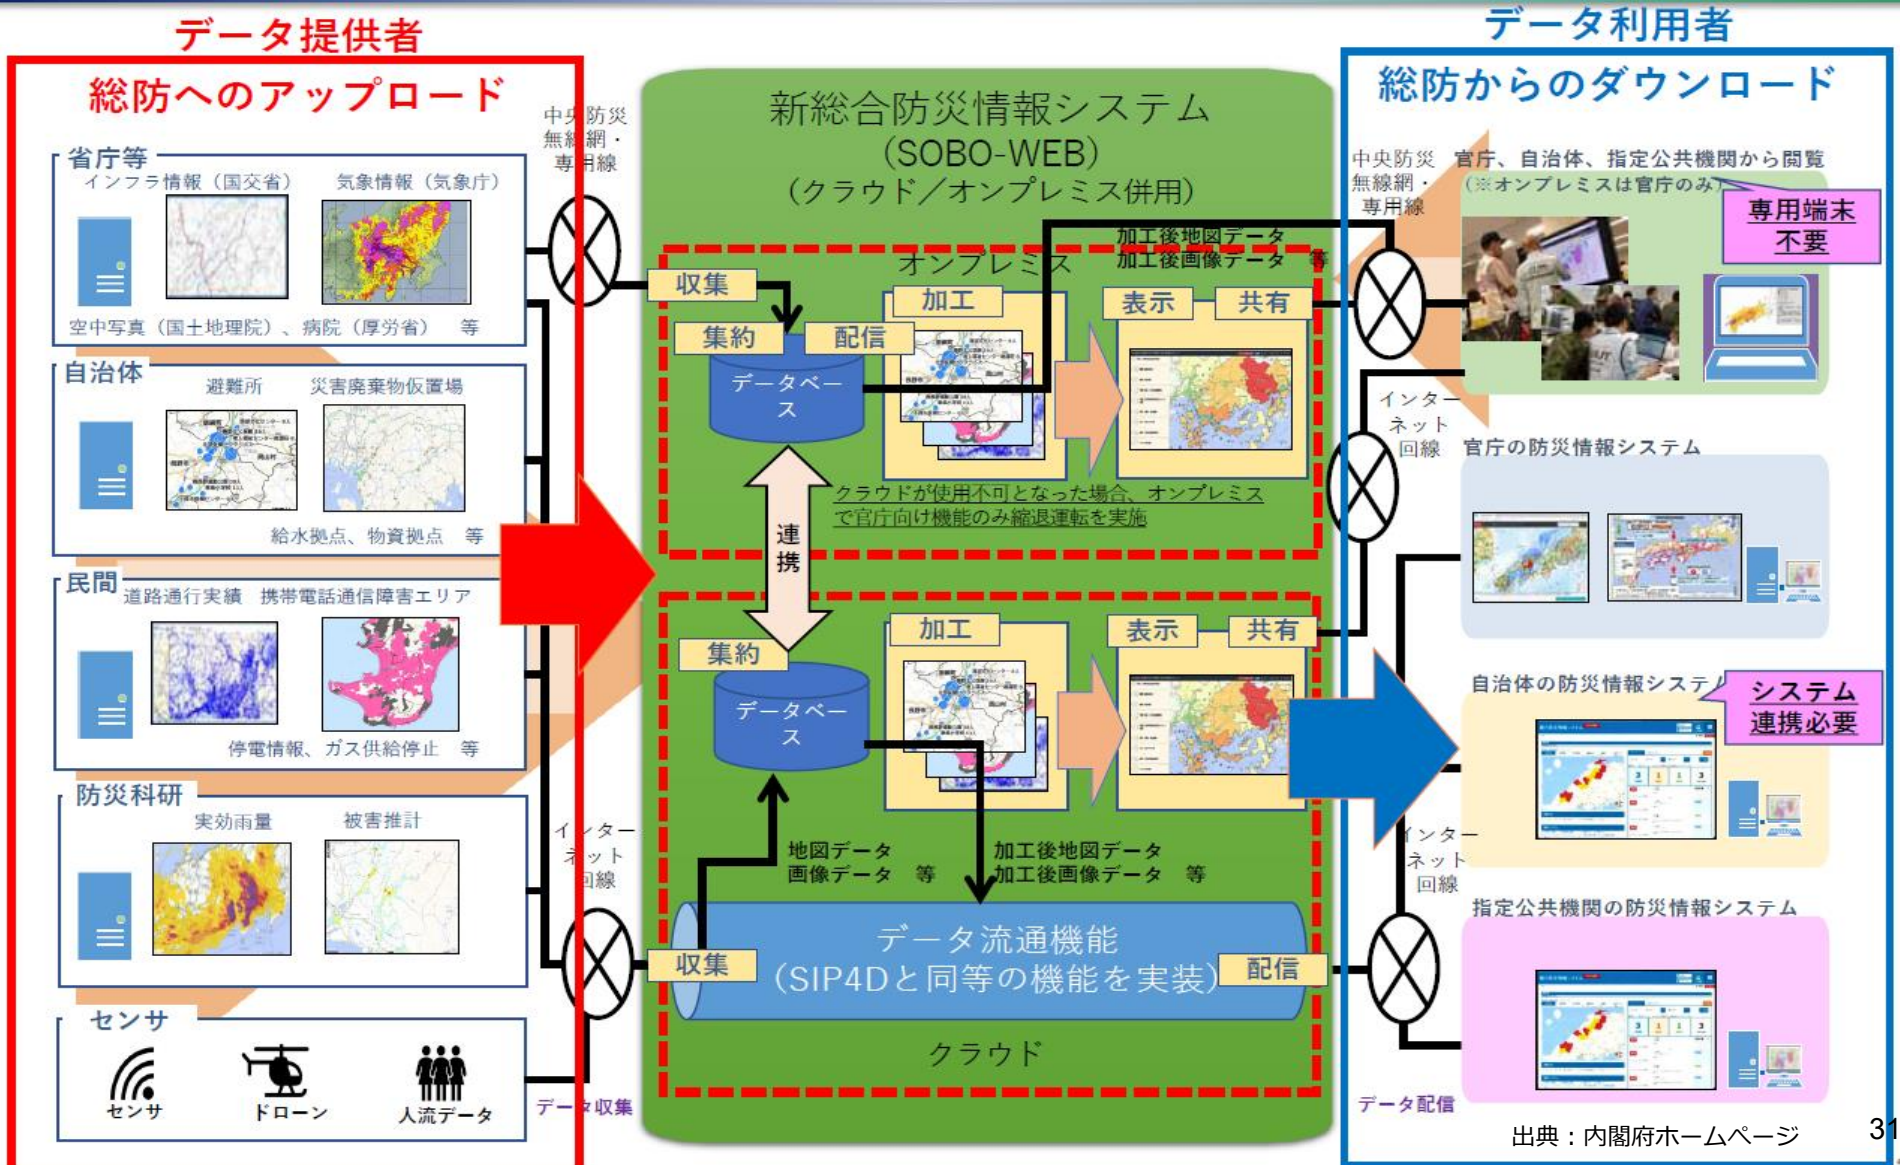 データ提供者
総防へのアップロード
省庁等
インフラ情報（国交省）
気象情報（気象庁）
空中写真（国土地理院）、病院（厚労省）　等
自治体
避難所
災害廃棄物仮置場
給水拠点、物資拠点　等
民間
道路通行実績
携帯電話通信障害エリア
停電情報、ガス供給停止　等
防災科研
実効雨量
被害推計
センサ
センサ
ドローン
人流データ
中央防災
無線網・
専用線
インター
ネット
回線
データ収集
新総合防災情報システム
（SOBO-WEB）
（クラウド／オンプレミス併用）
オンプレミス
加工後地図データ
加工後画像データ　等
収集
集約
配信
データベー
ス
加工
表示
共有
クラウドが使用不可となった場合、オンプレミス
で官庁向け機能のみ縮退運転を実施
連
携
集約
データベー
ス
加工
表示
共有
地図データ
画像データ　等
加工後地図データ
加工後画像データ　等
収集
データ流通機能
（SIP4Dと同等の機能を実装）
配信
クラウド
データ利用者
総防からのダウンロード
中央防災
無線網・
専用線
官庁、自治体、指定公共機関から閲覧
（※オンプレミスは官庁のみ）
専用端末
不要
インター
ネット
回線
官庁の防災情報システム
自治体の防災情報システム
システム
連携必要
インター
ネット
回線
指定公共機関の防災情報システム
データ配信
出典：内閣府ホームページ
31